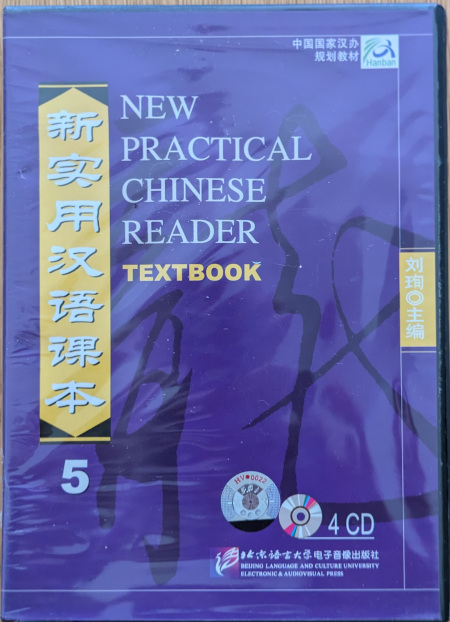 中国国家汉办
规划教材
Hanban
新实用汉语课本
NEW
PRACTICAL
CHINESE
READER
TEXTBOOK
刘珣◎主编
5
HV●0022
4 CD
北京语言大学电子音像出版社
BEIJING LANGUAGE AND CULTURE UNIVERSITY
ELECTRONIC & AUDIOVISUAL PRESS